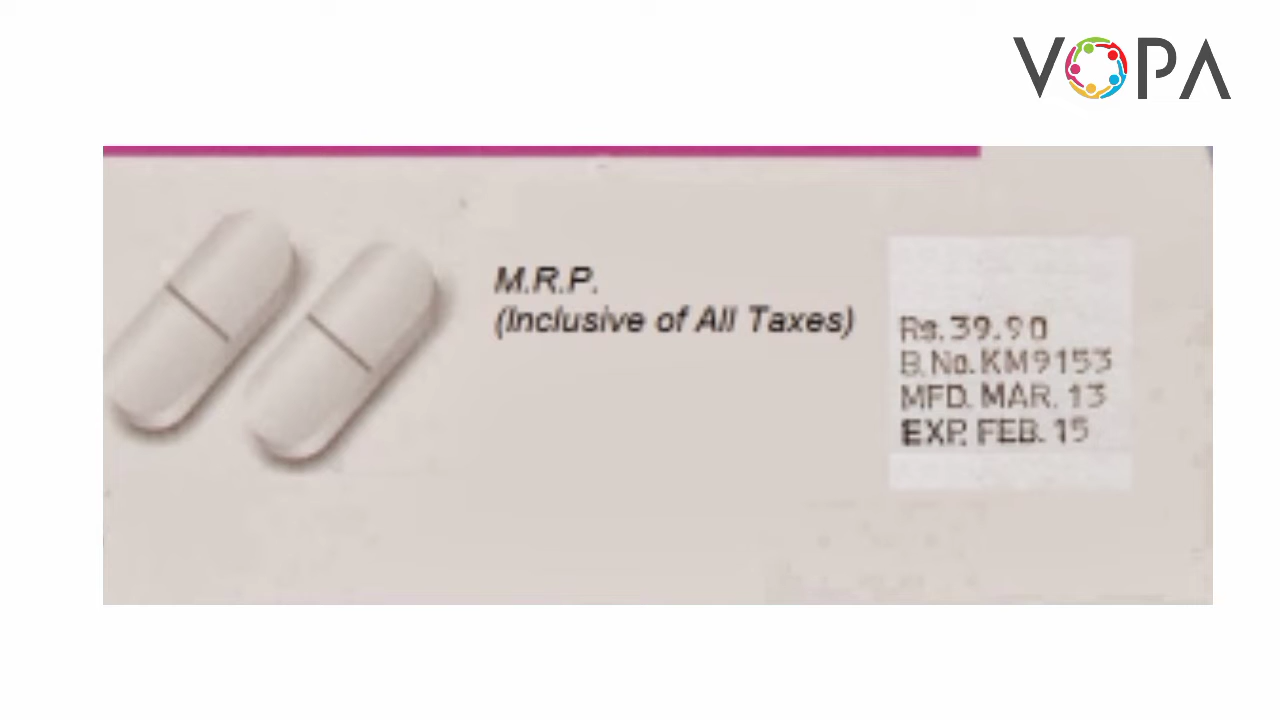 VOPA
M.R.P.
(Inclusive of All Taxes)
Rs. 39.90
B. No. KM9153
MFD. MAR. 13
EXP. FEB. 15